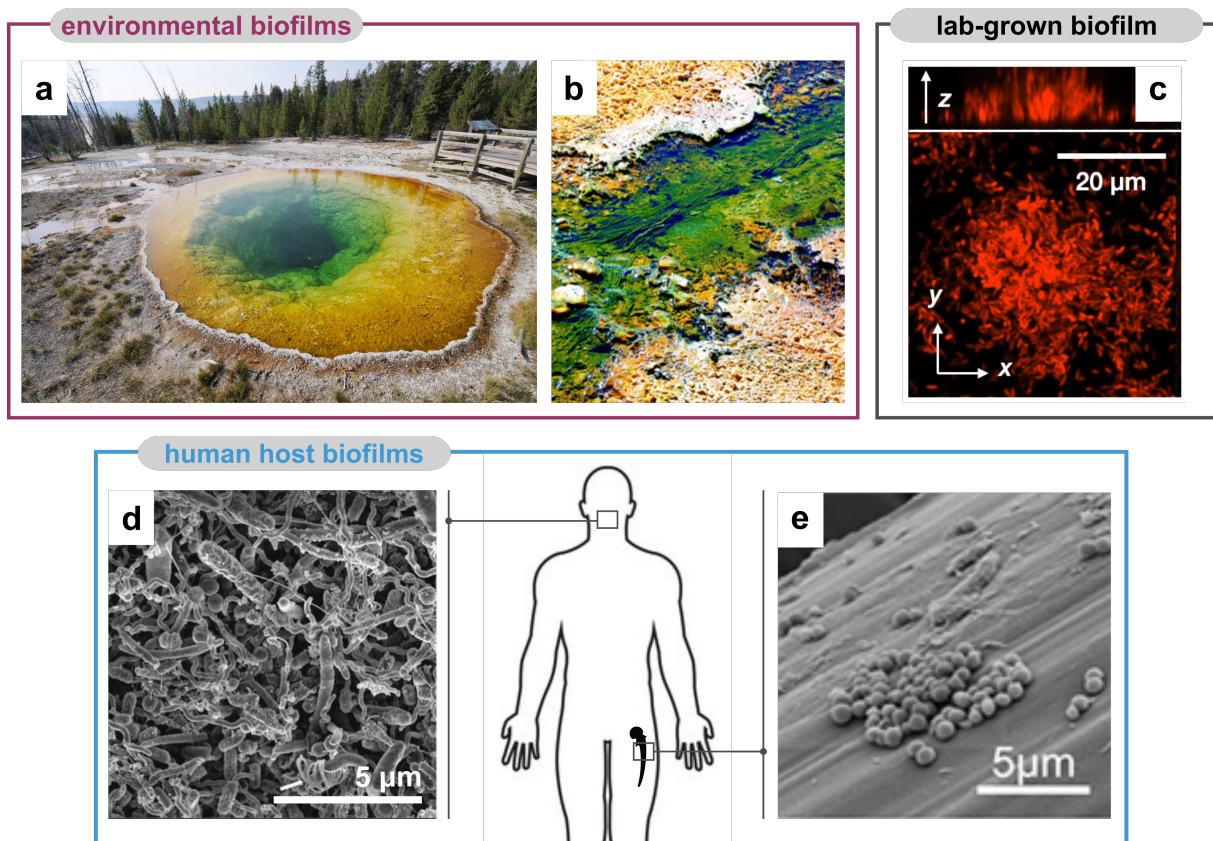 environmental biofilms
lab-grown biofilm
a
b
c
z
20 μm
y
x
human host biofilms
d
e
5 μm
5μm